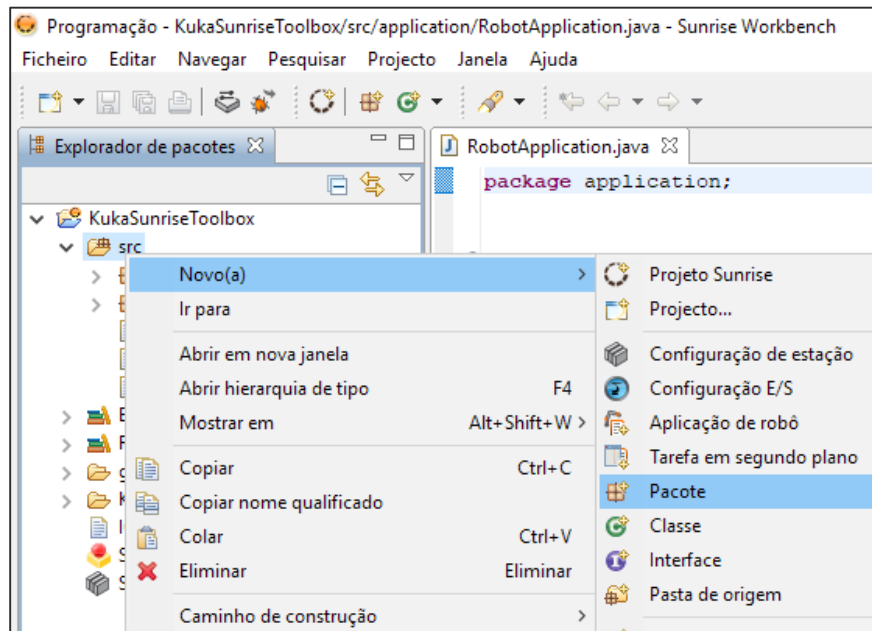 Programação - KukaSunriseToolbox/src/application/RobotApplication.java - Sunrise Workbench
Ficheiro Editar Navegar Pesquisar Projecto Janela Ajuda
Explorador de pacotes
RobotApplication.java
package application;
KukaSunriseToolbox
src
Novo(a)
Ir para
Abrir em nova janela
Abrir hierarquia de tipo F4
Mostrar em Alt+Shift+W
Copiar Ctrl+C
Copiar nome qualificado
Colar Ctrl+V
Eliminar Eliminar
Caminho de construção
Projeto Sunrise
Projecto...
Configuração de estação
Configuração E/S
Aplicação de robô
Tarefa em segundo plano
Pacote
Classe
Interface
Pasta de origem